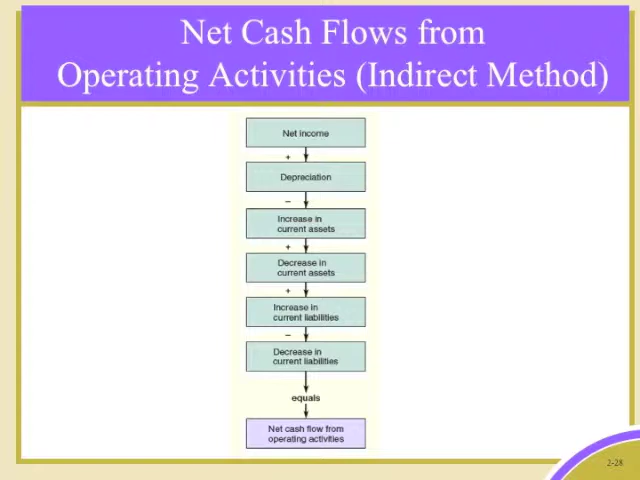 Net Cash Flows from
Operating Activities (Indirect Method)
Net income
+
Depreciation
–
Increase in
current assets
+
Decrease in
current assets
+
Increase in
current liabilities
–
Decrease in
current liabilities
equals
Net cash flow from
operating activities
2-28